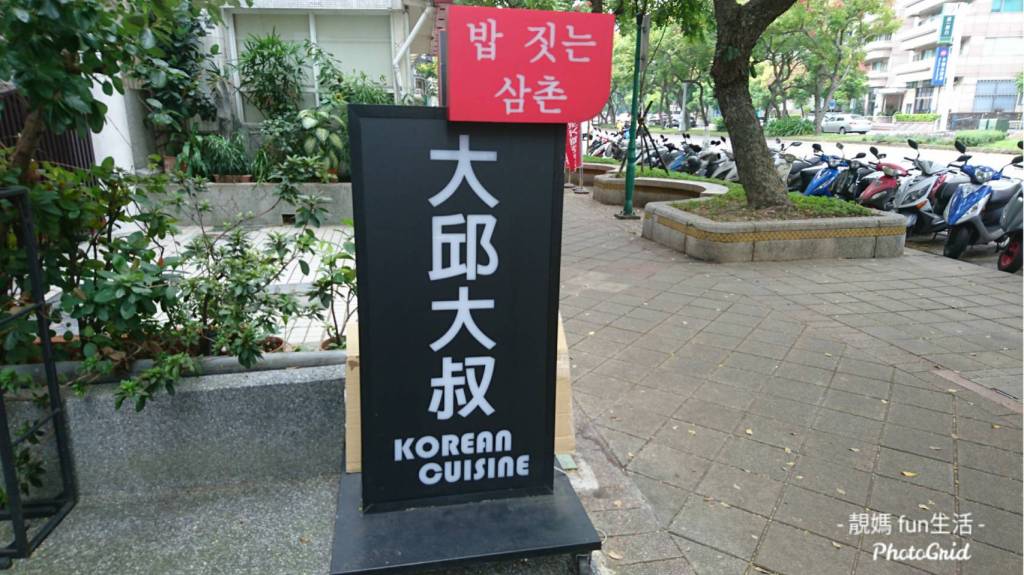 밥 짓는
삼촌
大邱大叔
KOREAN
CUISINE
- 靚媽 fun生活 -
PhotoGrid